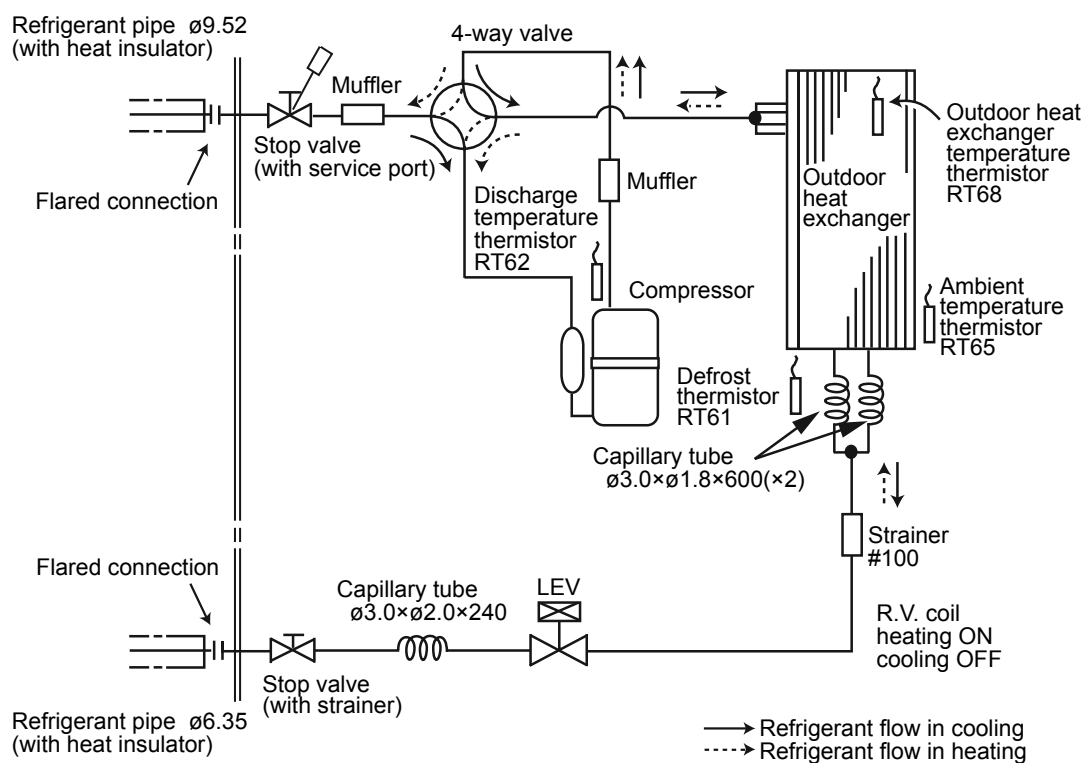 Refrigerant pipe ø9.52
(with heat insulator)
4-way valve
Muffler
Stop valve
(with service port)
Flared connection
Outdoor heat
exchanger
temperature
thermistor
RT68
Outdoor
heat
exchanger
Muffler
Discharge
temperature
thermistor
RT62
Compressor
Ambient
temperature
thermistor
RT65
Defrost
thermistor
RT61
Capillary tube
ø3.0×ø1.8×600(×2)
Strainer
#100
Flared connection
Capillary tube
ø3.0×ø2.0×240
LEV
R.V. coil
heating ON
cooling OFF
Stop valve
(with strainer)
Refrigerant pipe ø6.35
(with heat insulator)
Refrigerant flow in cooling
Refrigerant flow in heating